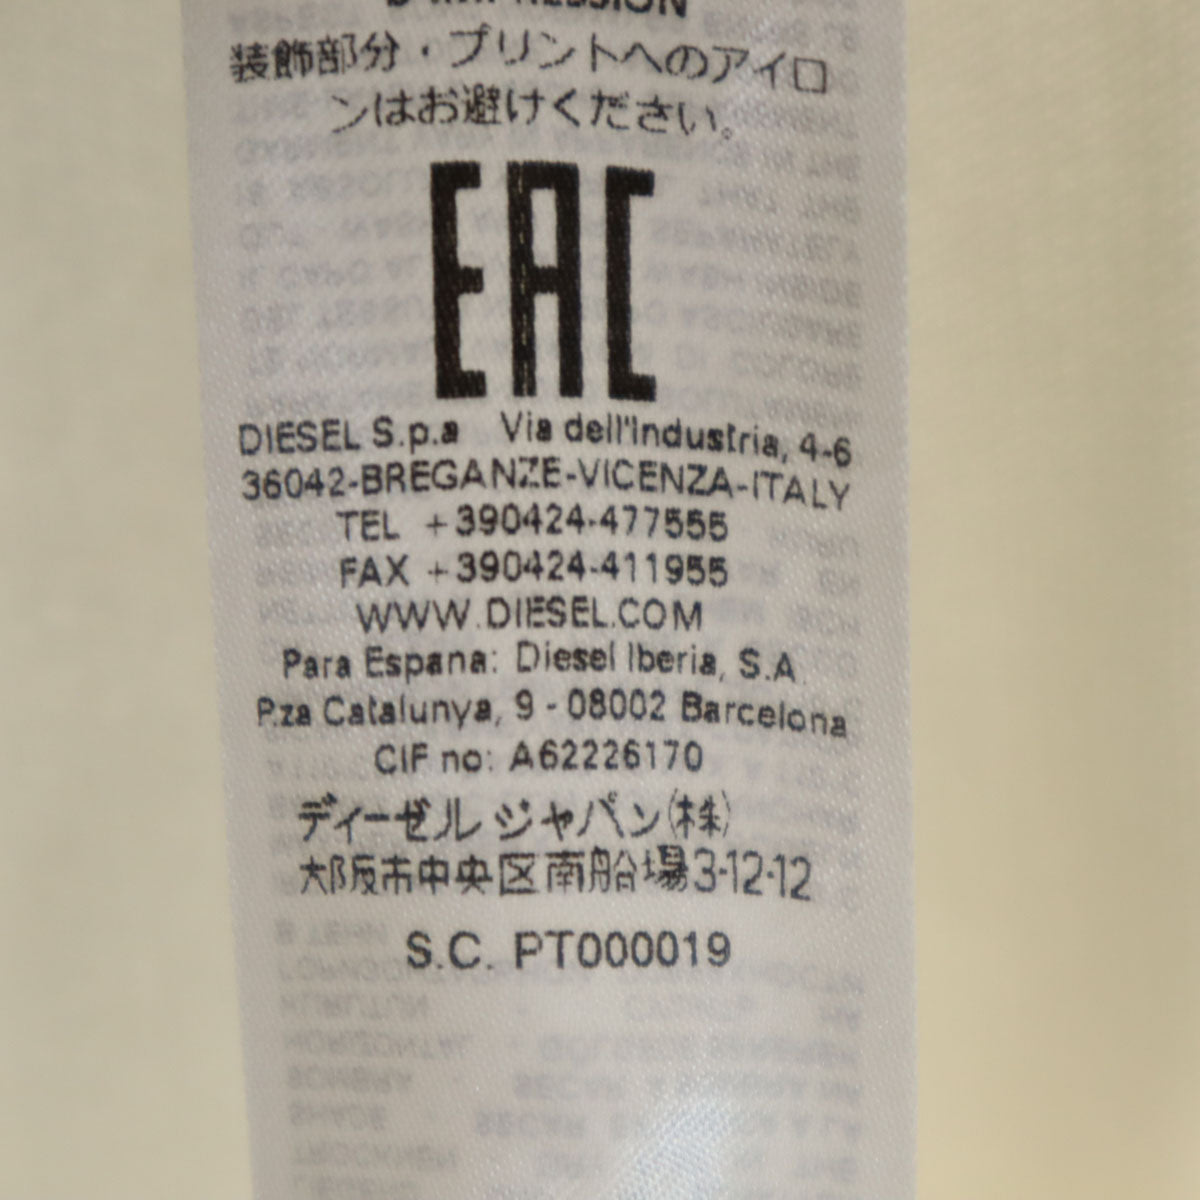 装飾部分・プリントへのアイロ
ンはお避けください。
EAC
DIESEL S.p.a Via dell'Industria, 4-6
36042-BREGANZE-VICENZA-ITALY
TEL +390424-477555
FAX +390424-411955
WWW.DIESEL.COM
Para Espana: Diesel Iberia, S.A.
P.za Catalunya, 9 - 08002 Barcelona
CIF no: A62226170
ディーゼル ジャパン(株)
大阪市中央区南船場3-12-12
S.C. PT000019